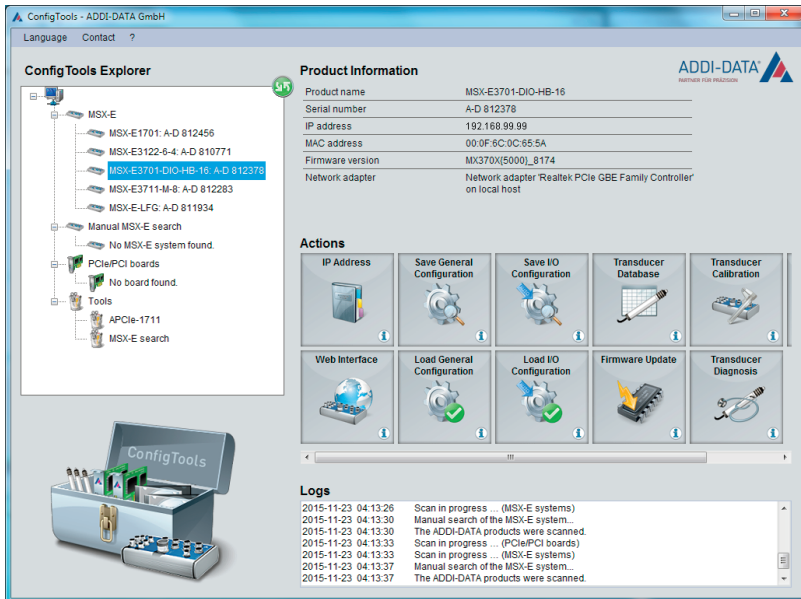 ConfigTools - ADDI-DATA GmbH
Language Contact ?
ConfigTools Explorer
MSX-E
MSX-E1701: A-D 812456
MSX-E3122-6-4: A-D 810771
MSX-E3701-DIO-HB-16: A-D 812378
MSX-E3711-M-8: A-D 812283
MSX-E-LFG: A-D 811934
Manual MSX-E search
No MSX-E system found.
PCIe/PCI boards
No board found.
Tools
APCIe-1711
MSX-E search
ConfigTools
Product Information
ADDI-DATA
PARTNER FÜR PRÄZISION
Product name MSX-E3701-DIO-HB-16
Serial number A-D 812378
IP address 192.168.99.99
MAC address 00:0F:6C:0C:65:5A
Firmware version MX370X(5000)_8174
Network adapter Network adapter 'Realtek PCIe GBE Family Controller'
on local host
Actions
IP Address
Save General
Configuration
Save I/O
Configuration
Transducer
Database
Transducer
Calibration
Web Interface
Load General
Configuration
Load I/O
Configuration
Firmware Update
Transducer
Diagnosis
Logs
2015-11-23 04:13:26 Scan in progress ... (MSX-E systems)
2015-11-23 04:13:30 Manual search of the MSX-E system...
2015-11-23 04:13:30 The ADDI-DATA products were scanned.
2015-11-23 04:13:33 Scan in progress ... (PCIe/PCI boards)
2015-11-23 04:13:33 Scan in progress ... (MSX-E systems)
2015-11-23 04:13:37 Manual search of the MSX-E system...
2015-11-23 04:13:37 The ADDI-DATA products were scanned.